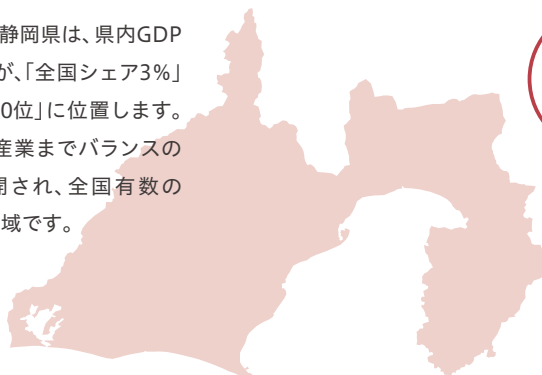 静岡県は、県内GDP
が、「全国シェア3%」
0位」に位置します。
産業までバランスの
開され、全国有数の
域です。